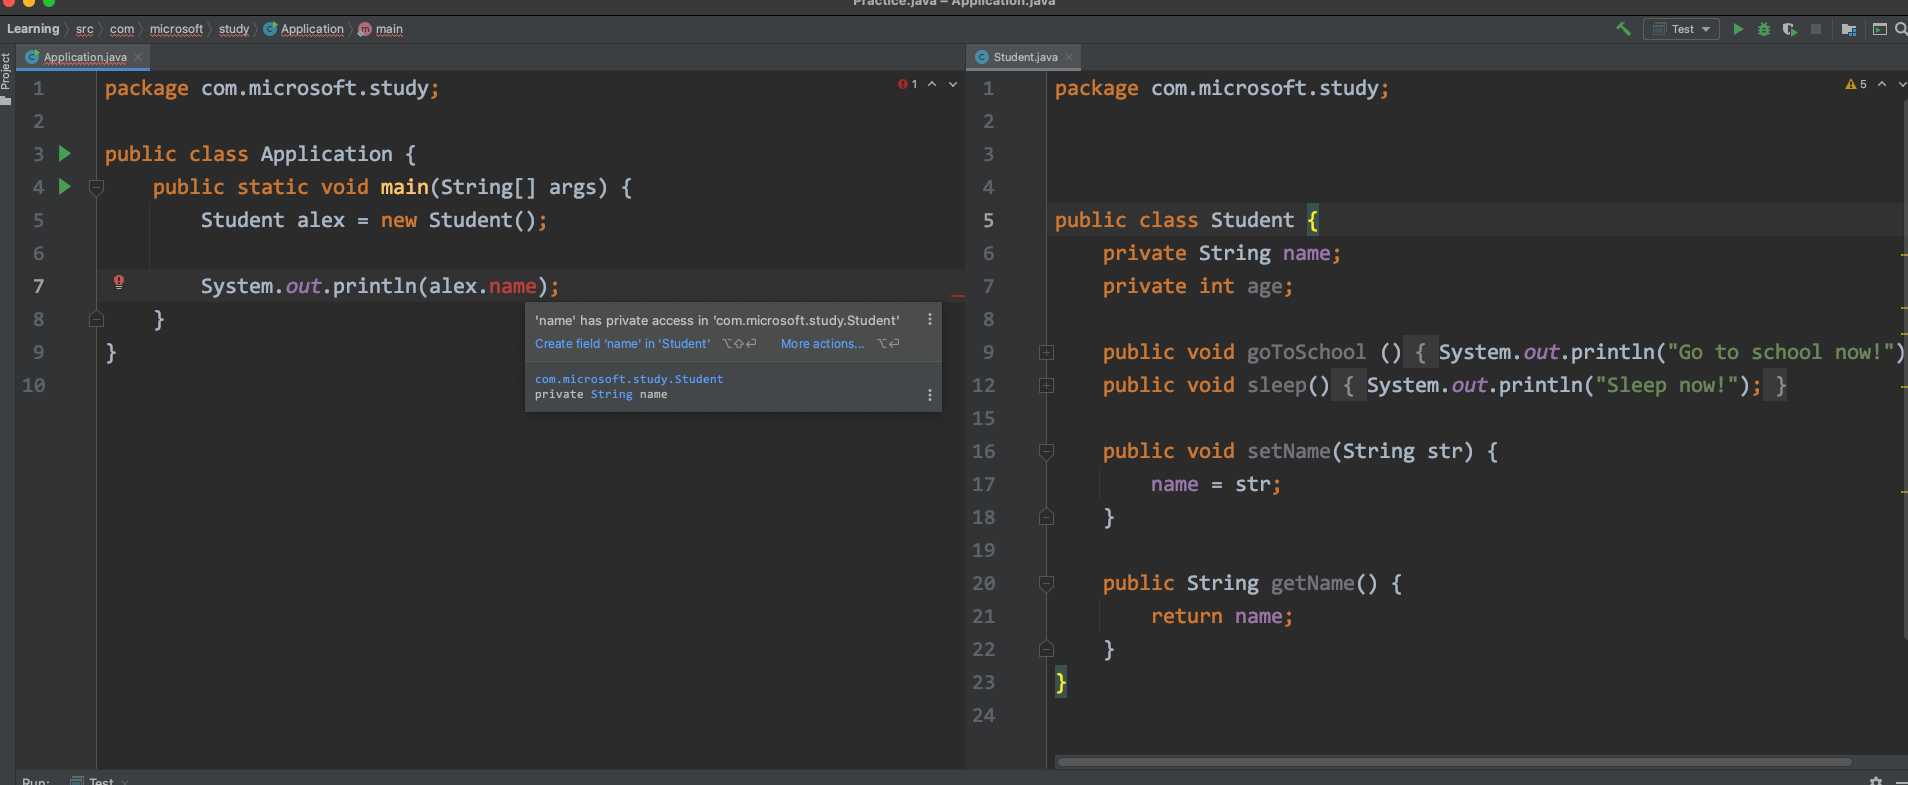 Practice.java – Application.java
Learning src com microsoft study Application main
Test
Project
Application.java
1 package com.microsoft.study;
1
2
3 public class Application {
4 public static void main(String[] args) {
5 Student alex = new Student();
6
7 System.out.println(alex.name);
8 }
9 }
10
'name' has private access in 'com.microsoft.study.Student'
Create field 'name' in 'Student' ⌥⇧⏎ More actions... ⌥⏎
com.microsoft.study.Student
private String name
Student.java
1 package com.microsoft.study;
5
2
3
4
5 public class Student {
6 private String name;
7 private int age;
8
9 public void goToSchool () { System.out.println("Go to school now!")
12 public void sleep() { System.out.println("Sleep now!"); }
15
16 public void setName(String str) {
17 name = str;
18 }
19
20 public String getName() {
21 return name;
22 }
23 }
24
Run: Test